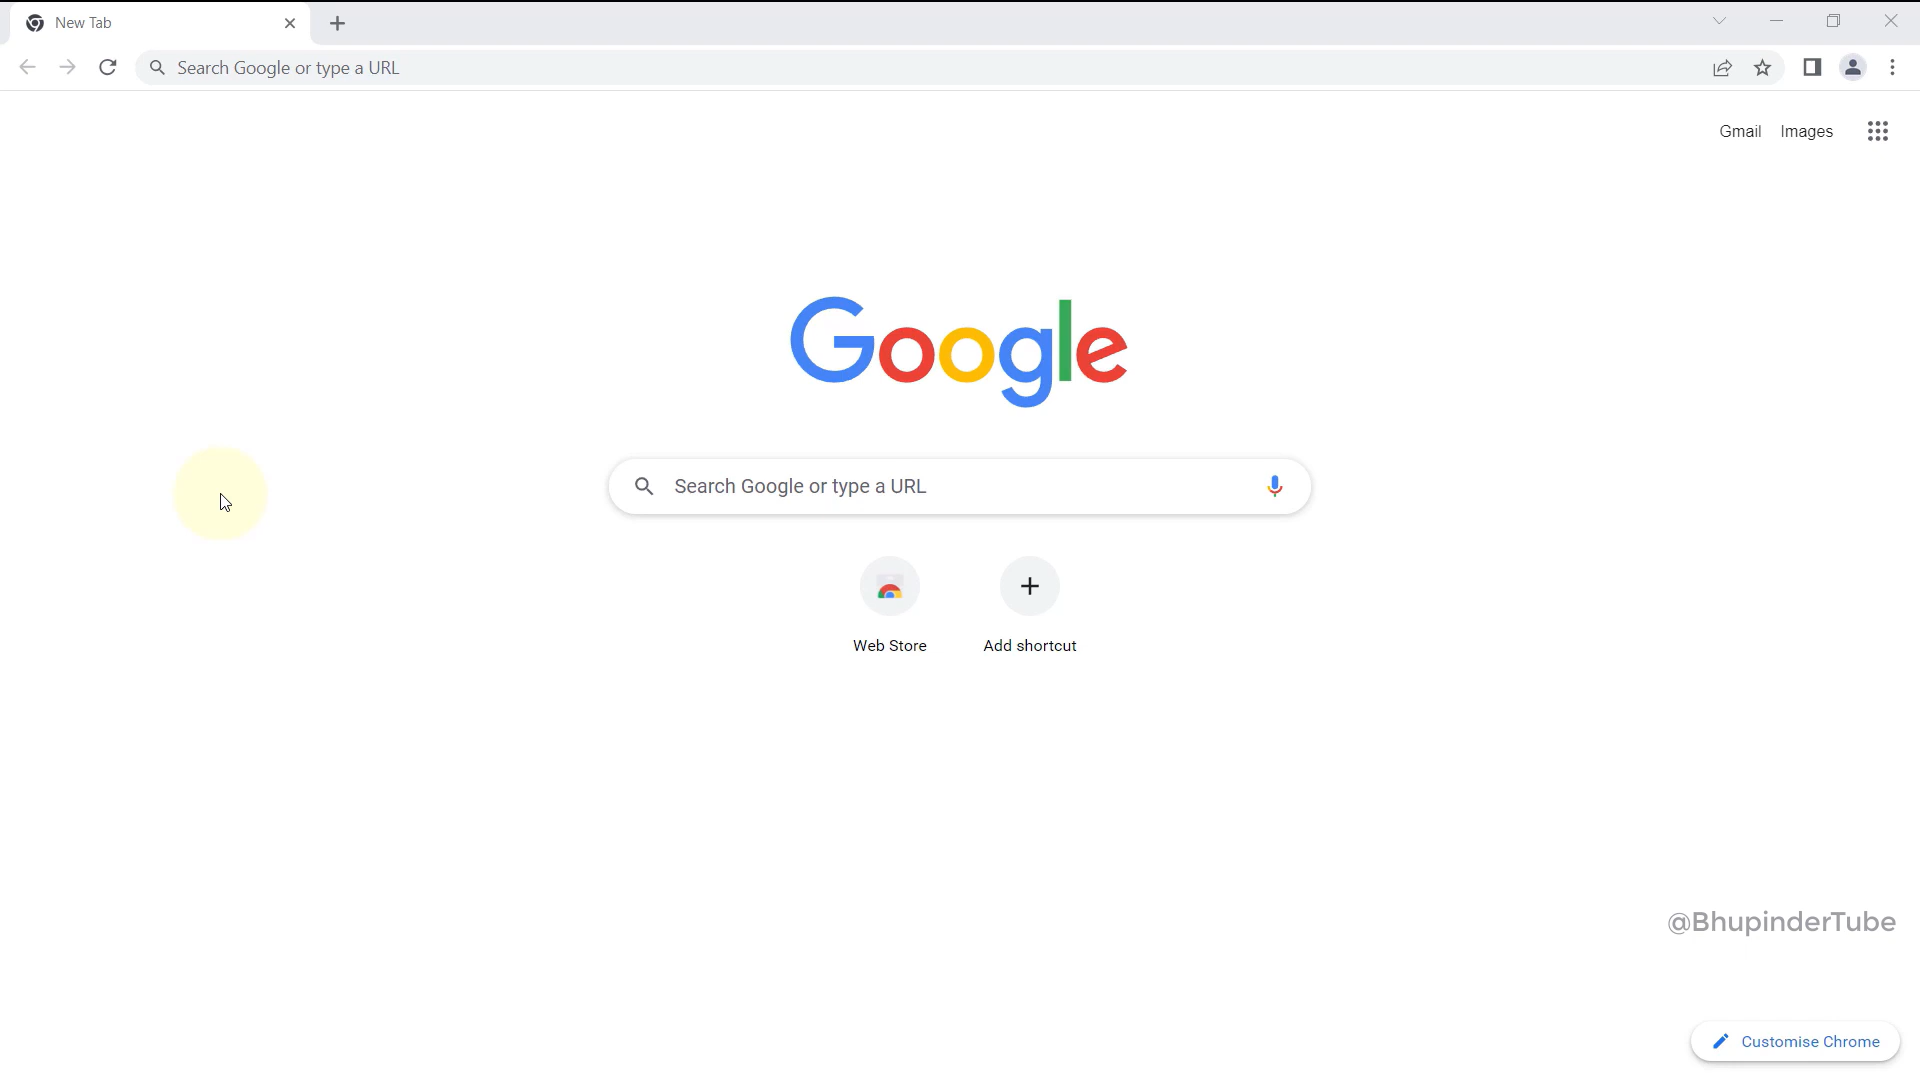 New Tab
Search Google or type a URL
Gmail Images
Google
Search Google or type a URL
Web Store Add shortcut
@BhupinderTube
Customise Chrome